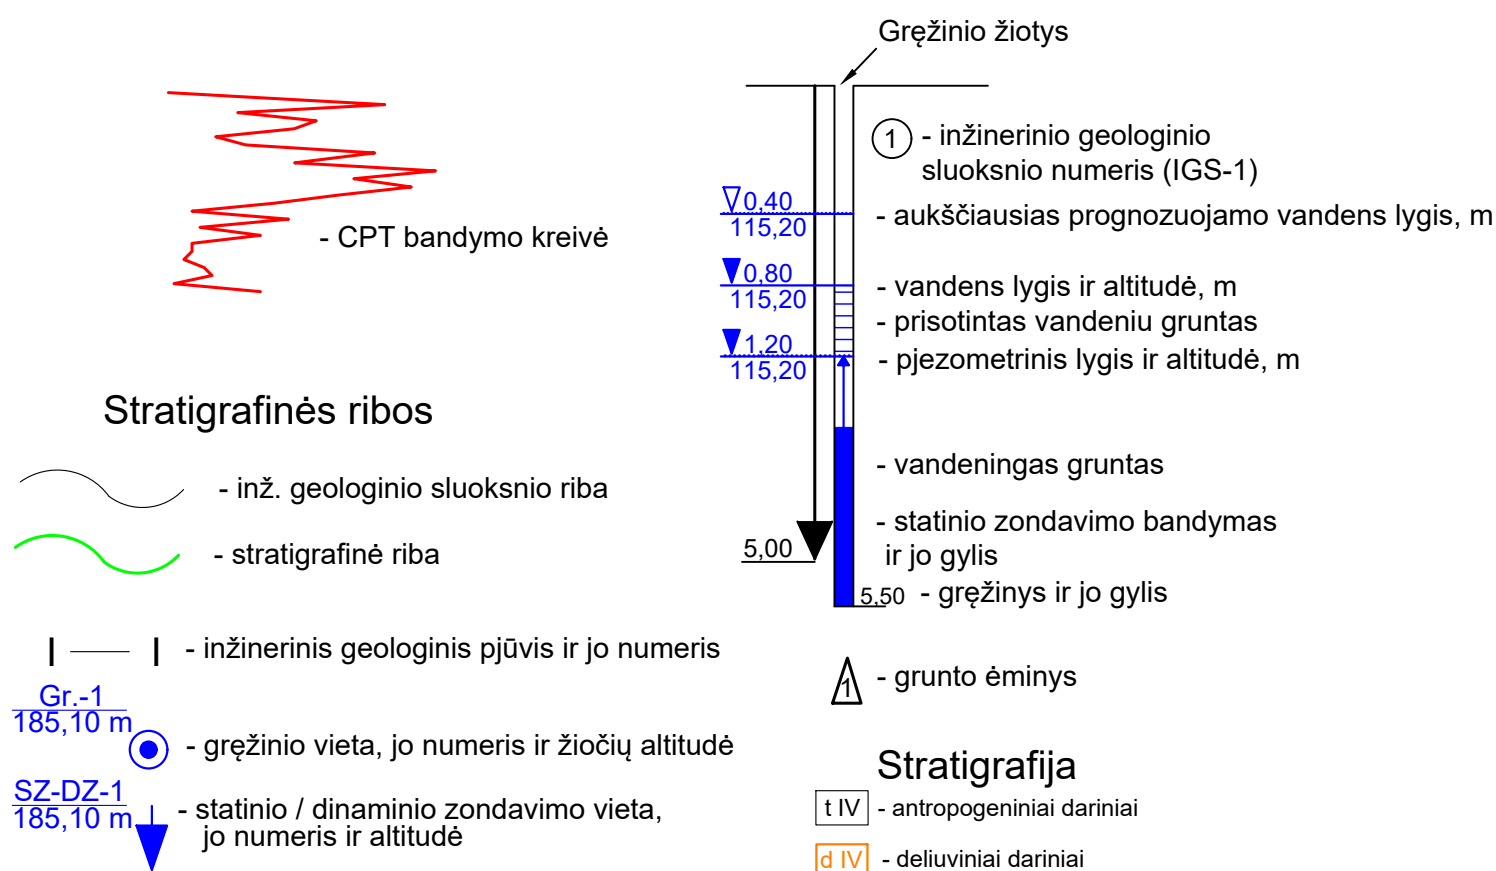 Gręžinio žiotys
1 - inžinerinio geologinio
sluoksnio numeris (IGS-1)
0,40
115,20
- aukščiausias prognozuojamo vandens lygis, m
- CPT bandymo kreivė
0,80
115,20
- vandens lygis ir altitudė, m
- prisotintas vandeniu gruntas
1,20
115,20
- pjezometrinis lygis ir altitudė, m
Stratigrafinės ribos
- inž. geologinio sluoksnio riba
- stratigrafinė riba
- vandeningas gruntas
- statinio zondavimo bandymas
ir jo gylis
5,00
5,50 - gręžinys ir jo gylis
I I - inžinerinis geologinis pjūvis ir jo numeris
Gr.-1
185,10 m
- gręžinio vieta, jo numeris ir žiočių altitudė
SZ-DZ-1
185,10 m
- statinio / dinaminio zondavimo vieta,
jo numeris ir altitudė
1 - grunto ėminys
Stratigrafija
t IV - antropogeniniai dariniai
d IV - deliuviniai dariniai